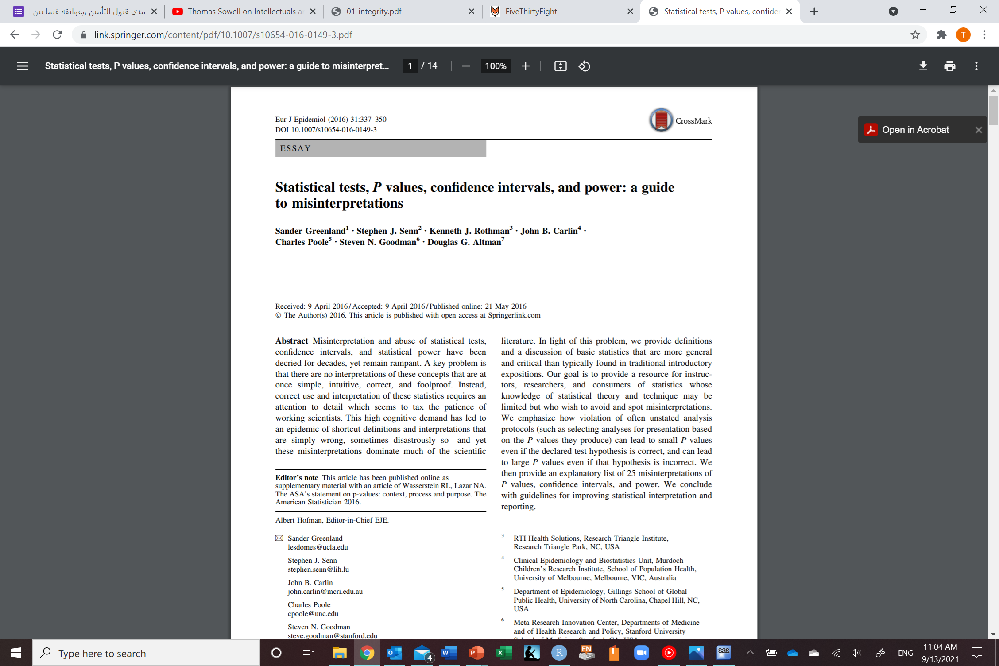 مدى قبول التأمين وعوائقه فيما بين
Thomas Sowell on Intellectuals
01-integrity.pdf
FiveThirtyEight
Statistical tests, P values, confiden
link.springer.com/content/pdf/10.1007/s10654-016-0149-3.pdf
T
Statistical tests, P values, confidence intervals, and power: a guide to misinterpret...
1 / 14
100%
Open in Acrobat
Eur J Epidemiol (2016) 31:337–350
DOI 10.1007/s10654-016-0149-3
CrossMark
ESSAY
Statistical tests, P values, confidence intervals, and power: a guide
to misinterpretations
Sander Greenland1 · Stephen J. Senn2 · Kenneth J. Rothman3 · John B. Carlin4 ·
Charles Poole5 · Steven N. Goodman6 · Douglas G. Altman7
Received: 9 April 2016 / Accepted: 9 April 2016 / Published online: 21 May 2016
© The Author(s) 2016. This article is published with open access at Springerlink.com
Abstract Misinterpretation and abuse of statistical tests,
confidence intervals, and statistical power have been
decried for decades, yet remain rampant. A key problem is
that there are no interpretations of these concepts that are at
once simple, intuitive, correct, and foolproof. Instead,
correct use and interpretation of these statistics requires an
attention to detail which seems to tax the patience of
working scientists. This high cognitive demand has led to
an epidemic of shortcut definitions and interpretations that
are simply wrong, sometimes disastrously so—and yet
these misinterpretations dominate much of the scientific
literature. In light of this problem, we provide definitions
and a discussion of basic statistics that are more general
and critical than typically found in traditional introductory
expositions. Our goal is to provide a resource for instruc-
tors, researchers, and consumers of statistics whose
knowledge of statistical theory and technique may be
limited but who wish to avoid and spot misinterpretations.
We emphasize how violation of often unstated analysis
protocols (such as selecting analyses for presentation based
on the P values they produce) can lead to small P values
even if the declared test hypothesis is correct, and can lead
to large P values even if that hypothesis is incorrect. We
then provide an explanatory list of 25 misinterpretations of
P values, confidence intervals, and power. We conclude
with guidelines for improving statistical interpretation and
reporting.
Editor's note This article has been published online as
supplementary material with an article of Wasserstein RL, Lazar NA.
The ASA's statement on p-values: context, process and purpose. The
American Statistician 2016.
Albert Hofman, Editor-in-Chief EJE.
Sander Greenland
lesdomes@ucla.edu
Stephen J. Senn
stephen.senn@lih.lu
John B. Carlin
john.carlin@mcri.edu.au
Charles Poole
cpoole@unc.edu
Steven N. Goodman
steve.goodman@stanford.edu
3 RTI Health Solutions, Research Triangle Institute,
Research Triangle Park, NC, USA
4 Clinical Epidemiology and Biostatistics Unit, Murdoch
Children's Research Institute, School of Population Health,
University of Melbourne, Melbourne, VIC, Australia
5 Department of Epidemiology, Gillings School of Global
Public Health, University of North Carolina, Chapel Hill, NC,
USA
6 Meta-Research Innovation Center, Departments of Medicine
and of Health Research and Policy, Stanford University
Type here to search
4
EN
sas
ENG
11:04 AM
9/13/2021